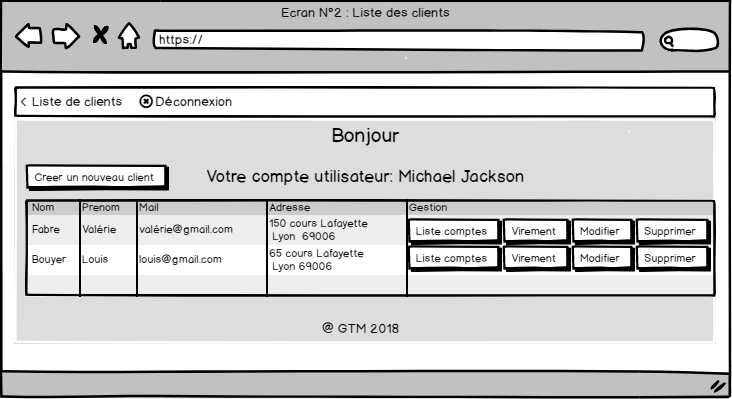 Ecran N°2 : Liste des clients
https://
< Liste de clients Déconnexion
Bonjour
Creer un nouveau client
Votre compte utilisateur: Michael Jackson
Nom Prenom Mail Adresse Gestion
Fabre Valérie valérie@gmail.com 150 cours Lafayette
Lyon 69006
Liste comptes Virement Modifier Supprimer
Bouyer Louis louis@gmail.com 65 cours Lafayette
Lyon 69006
Liste comptes Virement Modifier Supprimer
@ GTM 2018